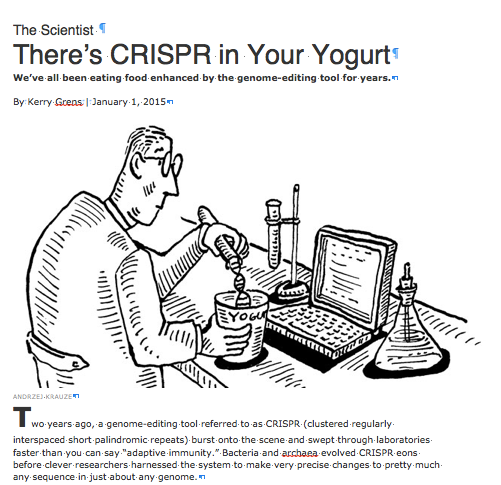 The Scientist
There's CRISPR in Your Yogurt
We've all been eating food enhanced by the genome-editing tool for years.
By Kerry Grens | January 1, 2015
YOGU
ANDRZEJ KRAUZE
Two years ago, a genome-editing tool referred to as CRISPR (clustered regularly
interspaced short palindromic repeats) burst onto the scene and swept through laboratories
faster than you can say “adaptive immunity.” Bacteria and archaea evolved CRISPR eons
before clever researchers harnessed the system to make very precise changes to pretty much
any sequence in just about any genome.